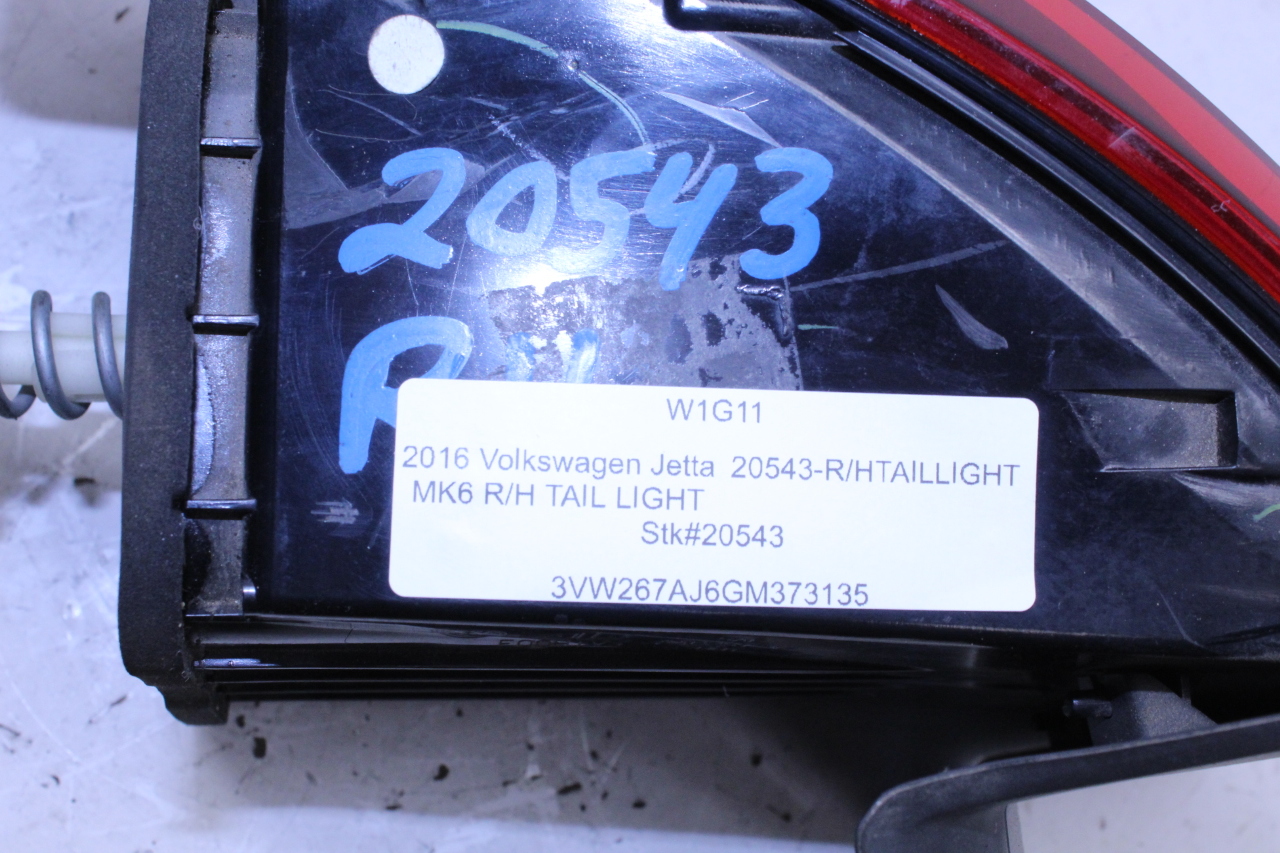 20543
R
W1G11
2016 Volkswagen Jetta 20543-R/HTAILLIGHT
MK6 R/H TAIL LIGHT
Stk#20543
3VW267AJ6GM373135